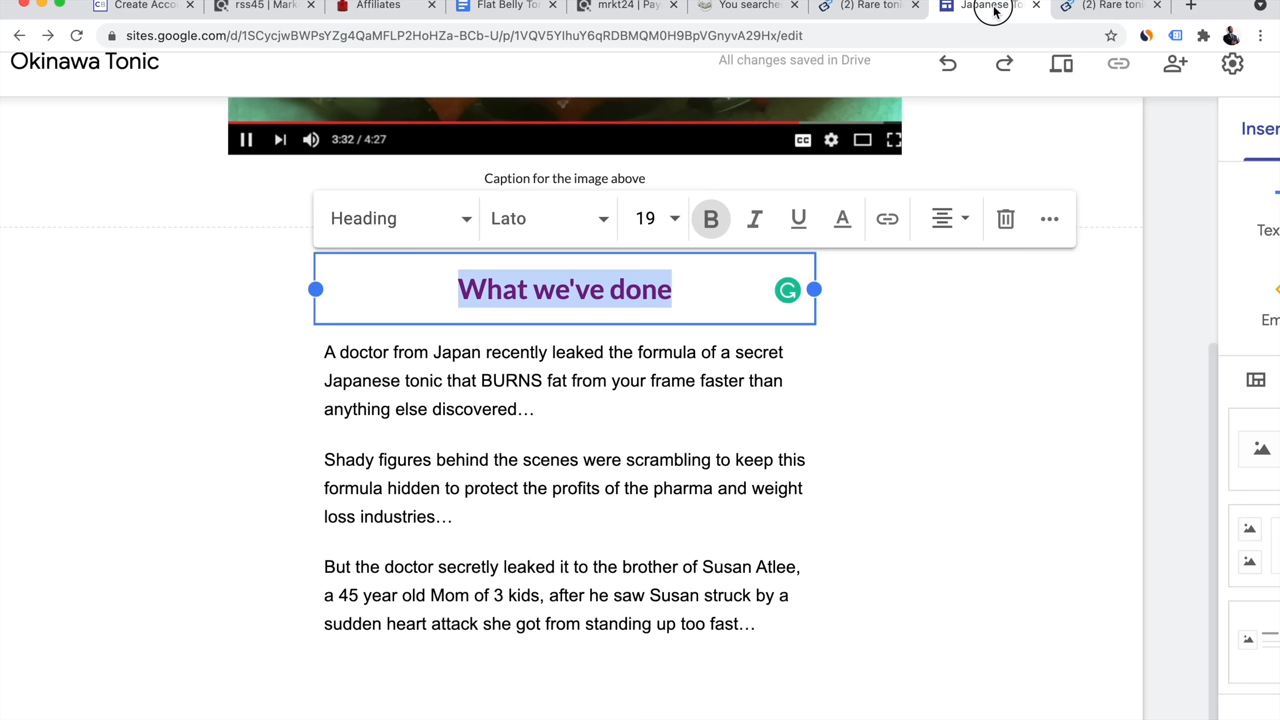 Create Acco
rss45 | Mark
Affiliates
Flat Belly To
mrkt24 | Pay
You searche
(2) Rare toni
Japanese To
(2) Rare toni
sites.google.com/d/1SCycjwBWPsYZg4QaMFLP2HoHZa-BCb-U/p/1VQV5YIhuY6qRDBMQM0H9BpVGnyvA29Hx/edit
Okinawa Tonic
All changes saved in Drive
Inser
3:32 / 4:27
CC
Caption for the image above
Heading
Lato
19
B
I
U
A
Tex
What we've done
Em
A doctor from Japan recently leaked the formula of a secret
Japanese tonic that BURNS fat from your frame faster than
anything else discovered…
Shady figures behind the scenes were scrambling to keep this
formula hidden to protect the profits of the pharma and weight
loss industries…
But the doctor secretly leaked it to the brother of Susan Atlee,
a 45 year old Mom of 3 kids, after he saw Susan struck by a
sudden heart attack she got from standing up too fast…